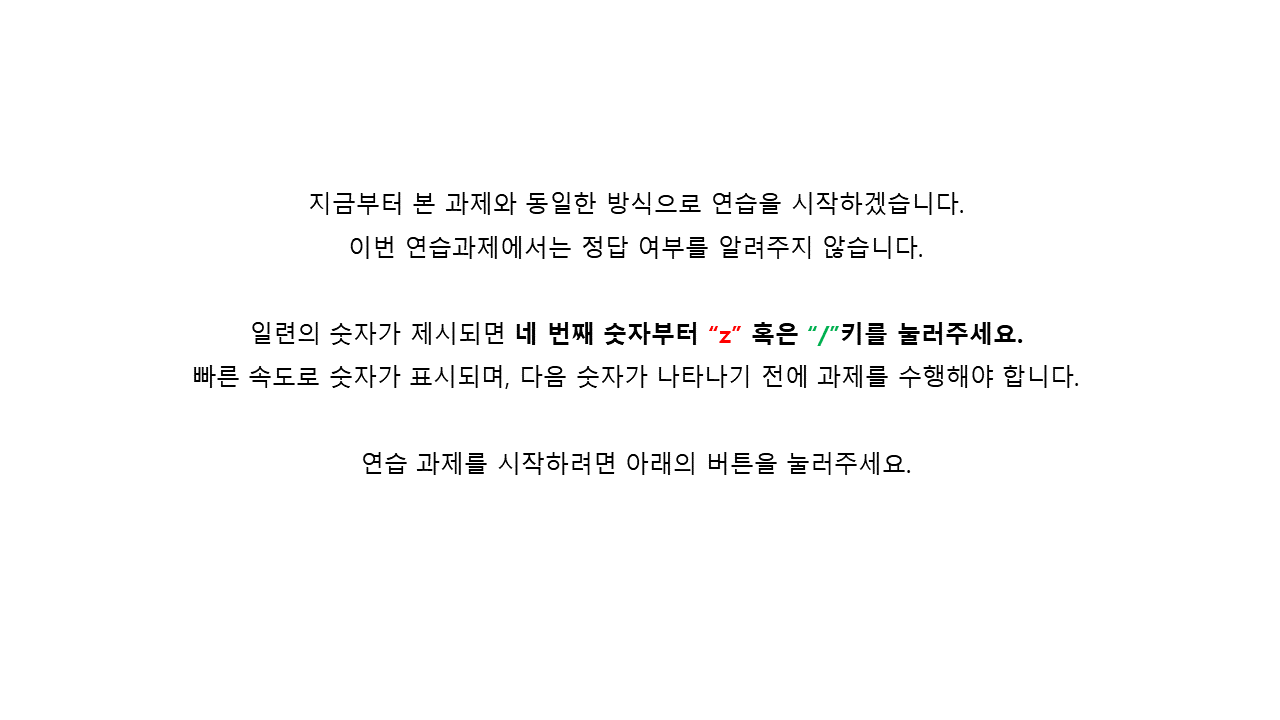 지금부터 본 과제와 동일한 방식으로 연습을 시작하겠습니다.
이번 연습과제에서는 정답 여부를 알려주지 않습니다.
일련의 숫자가 제시되면 네 번째 숫자부터 “z” 혹은 “/”키를 눌러주세요.
빠른 속도로 숫자가 표시되며, 다음 숫자가 나타나기 전에 과제를 수행해야 합니다.
연습 과제를 시작하려면 아래의 버튼을 눌러주세요.